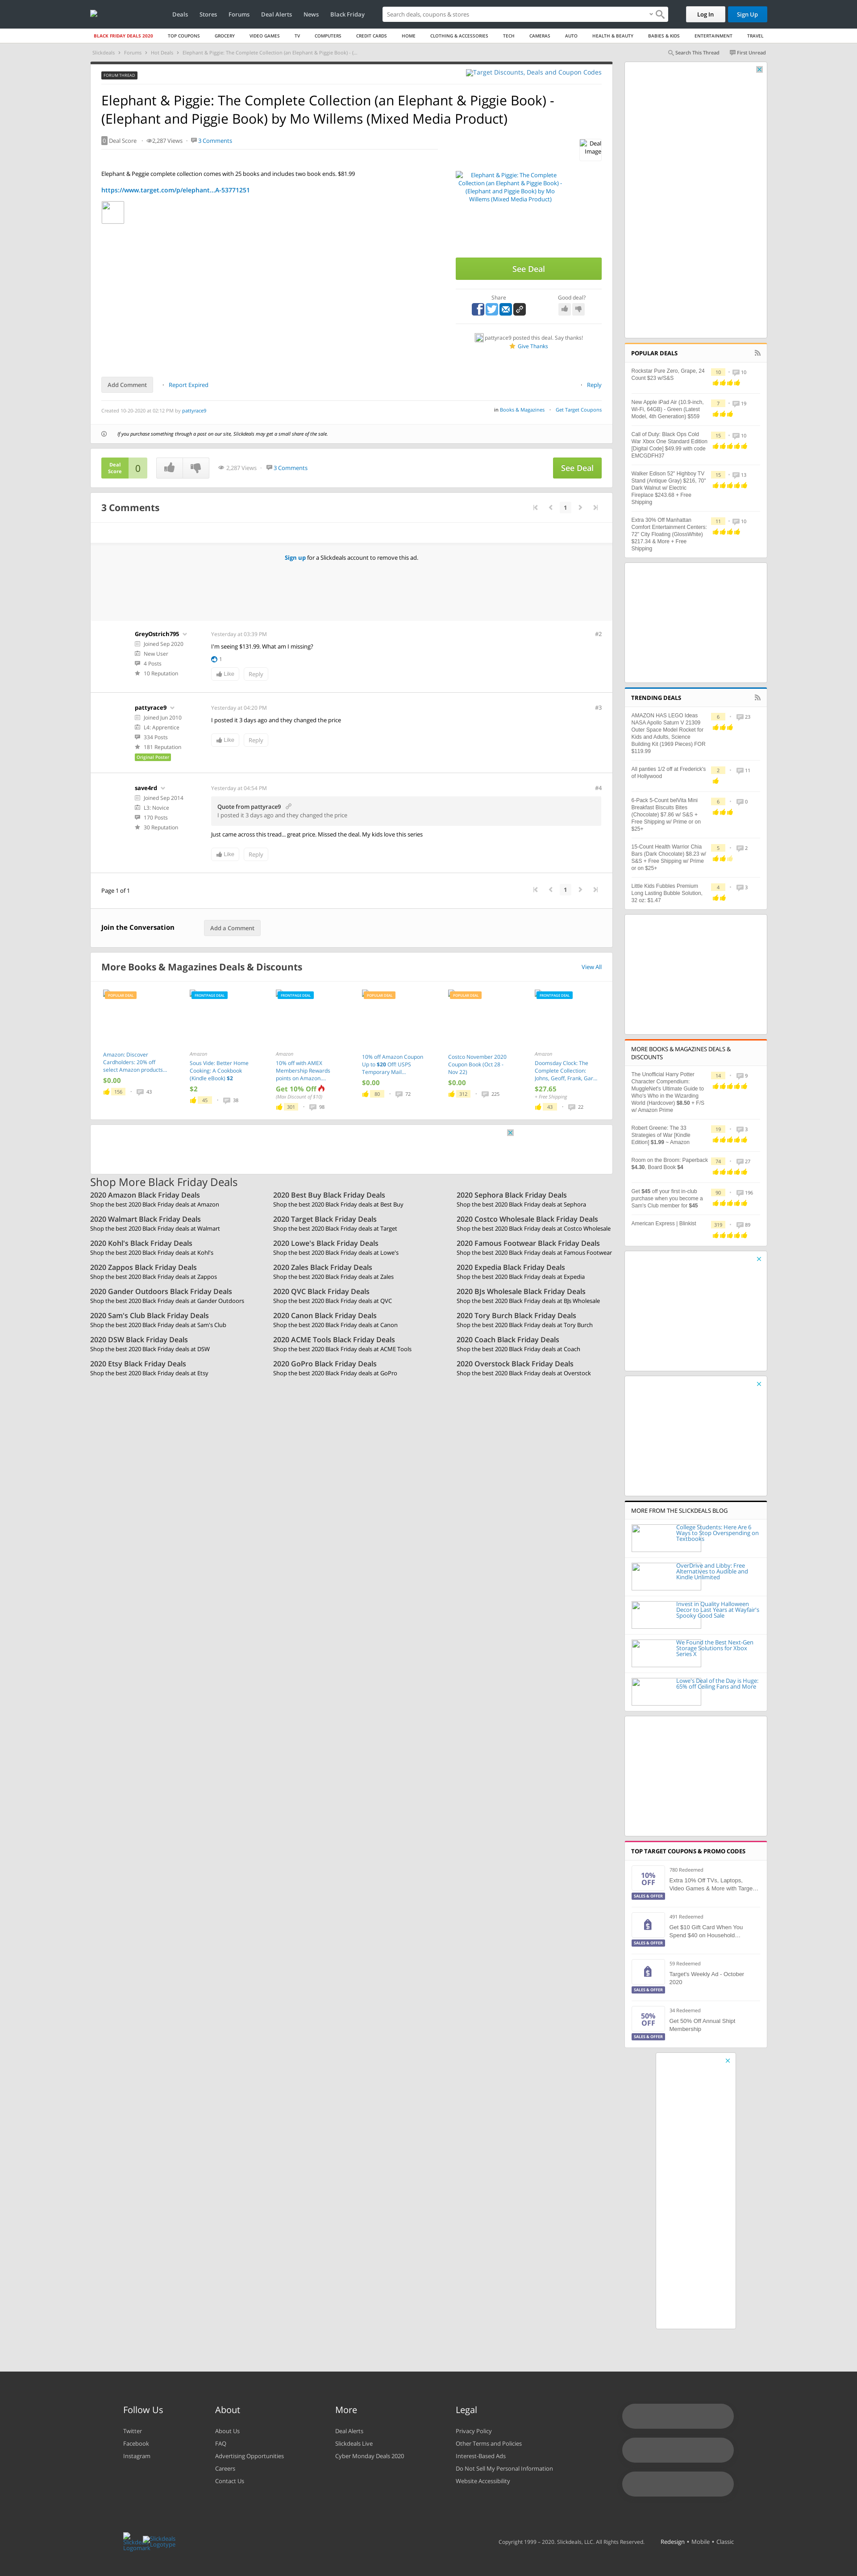 Deals
Stores
Forums
Deal Alerts
News
Black Friday
Search deals, coupons & stores
Log In
Sign Up
BLACK FRIDAY DEALS 2020
TOP COUPONS
GROCERY
VIDEO GAMES
TV
COMPUTERS
CREDIT CARDS
HOME
CLOTHING & ACCESSORIES
TECH
CAMERAS
AUTO
HEALTH & BEAUTY
BABIES & KIDS
ENTERTAINMENT
TRAVEL
Slickdeals
Forums
Hot Deals
Elephant & Piggie: The Complete Collection (an Elephant & Piggie Book) - (...
Search This Thread
First Unread
FORUM THREAD
Target Discounts, Deals and Coupon Codes
Elephant & Piggie: The Complete Collection (an Elephant & Piggie Book) -
(Elephant and Piggie Book) by Mo Willems (Mixed Media Product)
0 Deal Score
2,287 Views
3 Comments
Deal
Image
Elephant & Peggie complete collection comes with 25 books and includes two book ends. $81.99
https://www.target.com/p/elephant...A-53771251
Elephant & Piggie: The Complete
Collection (an Elephant & Piggie Book) -
(Elephant and Piggie Book) by Mo
Willems (Mixed Media Product)
See Deal
Share
Good deal?
pattyrace9 posted this deal. Say thanks!
Give Thanks
Add Comment
Report Expired
Reply
Created 10-20-2020 at 02:12 PM by pattyrace9
in Books & Magazines
Get Target Coupons
If you purchase something through a post on our site, Slickdeals may get a small share of the sale.
Deal
Score
0
2,287 Views
3 Comments
See Deal
3 Comments
1
Sign up for a Slickdeals account to remove this ad.
GreyOstrich795
Joined Sep 2020
New User
4 Posts
10 Reputation
Yesterday at 03:39 PM
#2
I'm seeing $131.99. What am I missing?
1
Like
Reply
pattyrace9
Joined Jun 2010
L4: Apprentice
334 Posts
181 Reputation
Original Poster
Yesterday at 04:20 PM
#3
I posted it 3 days ago and they changed the price
Like
Reply
save4rd
Joined Sep 2014
L3: Novice
170 Posts
30 Reputation
Yesterday at 04:54 PM
#4
Quote from pattyrace9
I posted it 3 days ago and they changed the price
Just came across this tread... great price. Missed the deal. My kids love this series
Like
Reply
Page 1 of 1
1
Join the Conversation
Add a Comment
More Books & Magazines Deals & Discounts
View All
POPULAR DEAL
Amazon: Discover
Cardholders: 20% off
select Amazon products...
$0.00
156
43
FRONTPAGE DEAL
Amazon
Sous Vide: Better Home
Cooking: A Cookbook
(Kindle eBook) $2
$2
45
38
FRONTPAGE DEAL
Amazon
10% off with AMEX
Membership Rewards
points on Amazon....
Get 10% Off
(Max Discount of $10)
301
98
POPULAR DEAL
10% off Amazon Coupon
Up to $20 Off! USPS
Temporary Mail...
$0.00
80
72
POPULAR DEAL
Costco November 2020
Coupon Book (Oct 28 -
Nov 22)
$0.00
312
225
FRONTPAGE DEAL
Amazon
Doomsday Clock: The
Complete Collection:
Johns, Geoff, Frank, Gar...
$27.65
+ Free Shipping
43
22
Shop More Black Friday Deals
2020 Amazon Black Friday Deals
Shop the best 2020 Black Friday deals at Amazon
2020 Best Buy Black Friday Deals
Shop the best 2020 Black Friday deals at Best Buy
2020 Sephora Black Friday Deals
Shop the best 2020 Black Friday deals at Sephora
2020 Walmart Black Friday Deals
Shop the best 2020 Black Friday deals at Walmart
2020 Target Black Friday Deals
Shop the best 2020 Black Friday deals at Target
2020 Costco Wholesale Black Friday Deals
Shop the best 2020 Black Friday deals at Costco Wholesale
2020 Kohl's Black Friday Deals
Shop the best 2020 Black Friday deals at Kohl's
2020 Lowe's Black Friday Deals
Shop the best 2020 Black Friday deals at Lowe's
2020 Famous Footwear Black Friday Deals
Shop the best 2020 Black Friday deals at Famous Footwear
2020 Zappos Black Friday Deals
Shop the best 2020 Black Friday deals at Zappos
2020 Zales Black Friday Deals
Shop the best 2020 Black Friday deals at Zales
2020 Expedia Black Friday Deals
Shop the best 2020 Black Friday deals at Expedia
2020 Gander Outdoors Black Friday Deals
Shop the best 2020 Black Friday deals at Gander Outdoors
2020 QVC Black Friday Deals
Shop the best 2020 Black Friday deals at QVC
2020 BJs Wholesale Black Friday Deals
Shop the best 2020 Black Friday deals at BJs Wholesale
2020 Sam's Club Black Friday Deals
Shop the best 2020 Black Friday deals at Sam's Club
2020 Canon Black Friday Deals
Shop the best 2020 Black Friday deals at Canon
2020 Tory Burch Black Friday Deals
Shop the best 2020 Black Friday deals at Tory Burch
2020 DSW Black Friday Deals
Shop the best 2020 Black Friday deals at DSW
2020 ACME Tools Black Friday Deals
Shop the best 2020 Black Friday deals at ACME Tools
2020 Coach Black Friday Deals
Shop the best 2020 Black Friday deals at Coach
2020 Etsy Black Friday Deals
Shop the best 2020 Black Friday deals at Etsy
2020 GoPro Black Friday Deals
Shop the best 2020 Black Friday deals at GoPro
2020 Overstock Black Friday Deals
Shop the best 2020 Black Friday deals at Overstock
POPULAR DEALS
Rockstar Pure Zero, Grape, 24
Count $23 w/S&S
10
10
New Apple iPad Air (10.9-inch,
Wi-Fi, 64GB) - Green (Latest
Model, 4th Generation) $559
7
19
Call of Duty: Black Ops Cold
War Xbox One Standard Edition
[Digital Code] $49.99 with code
EMCGDFH37
15
10
Walker Edison 52" Highboy TV
Stand (Antique Gray) $216, 70"
Dark Walnut w/ Electric
Fireplace $243.68 + Free
Shipping
15
13
Extra 30% Off Manhattan
Comfort Entertainment Centers:
72" City Floating (GlossWhite)
$217.34 & More + Free
Shipping
11
10
TRENDING DEALS
AMAZON HAS LEGO Ideas
NASA Apollo Saturn V 21309
Outer Space Model Rocket for
Kids and Adults, Science
Building Kit (1969 Pieces) FOR
$119.99
6
23
All panties 1/2 off at Frederick's
of Hollywood
2
11
6-Pack 5-Count belVita Mini
Breakfast Biscuits Bites
(Chocolate) $7.86 w/ S&S +
Free Shipping w/ Prime or on
$25+
6
0
15-Count Health Warrior Chia
Bars (Dark Chocolate) $8.23 w/
S&S + Free Shipping w/ Prime
or on $25+
5
2
Little Kids Fubbles Premium
Long Lasting Bubble Solution,
32 oz: $1.47
4
3
MORE BOOKS & MAGAZINES DEALS &
DISCOUNTS
The Unofficial Harry Potter
Character Compendium:
MuggleNet's Ultimate Guide to
Who's Who in the Wizarding
World (Hardcover) $8.50 + F/S
w/ Amazon Prime
14
9
Robert Greene: The 33
Strategies of War [Kindle
Edition] $1.99 ~ Amazon
19
3
Room on the Broom: Paperback
$4.30, Board Book $4
74
27
Get $45 off your first in-club
purchase when you become a
Sam's Club member for $45
90
196
American Express | Blinklist
319
89
MORE FROM THE SLICKDEALS BLOG
College Students: Here Are 6
Ways to Stop Overspending on
Textbooks
OverDrive and Libby: Free
Alternatives to Audible and
Kindle Unlimited
Invest in Quality Halloween
Decor to Last Years at Wayfair's
Spooky Good Sale
We Found the Best Next-Gen
Storage Solutions for Xbox
Series X
Lowe's Deal of the Day is Huge:
65% off Ceiling Fans and More
TOP TARGET COUPONS & PROMO CODES
10%
OFF
SALES & OFFER
780 Redeemed
Extra 10% Off TVs, Laptops,
Video Games & More with Targe...
SALES & OFFER
491 Redeemed
Get $10 Gift Card When You
Spend $40 on Household...
SALES & OFFER
59 Redeemed
Target's Weekly Ad - October
2020
50%
OFF
SALES & OFFER
34 Redeemed
Get 50% Off Annual Shipt
Membership
Follow Us
Twitter
Facebook
Instagram
About
About Us
FAQ
Advertising Opportunities
Careers
Contact Us
More
Deal Alerts
Slickdeals Live
Cyber Monday Deals 2020
Legal
Privacy Policy
Other Terms and Policies
Interest-Based Ads
Do Not Sell My Personal Information
Website Accessibility
Slickdeals
Logomark
Slickdeals
Logotype
Copyright 1999 - 2020. Slickdeals, LLC. All Rights Reserved.
Redesign • Mobile • Classic